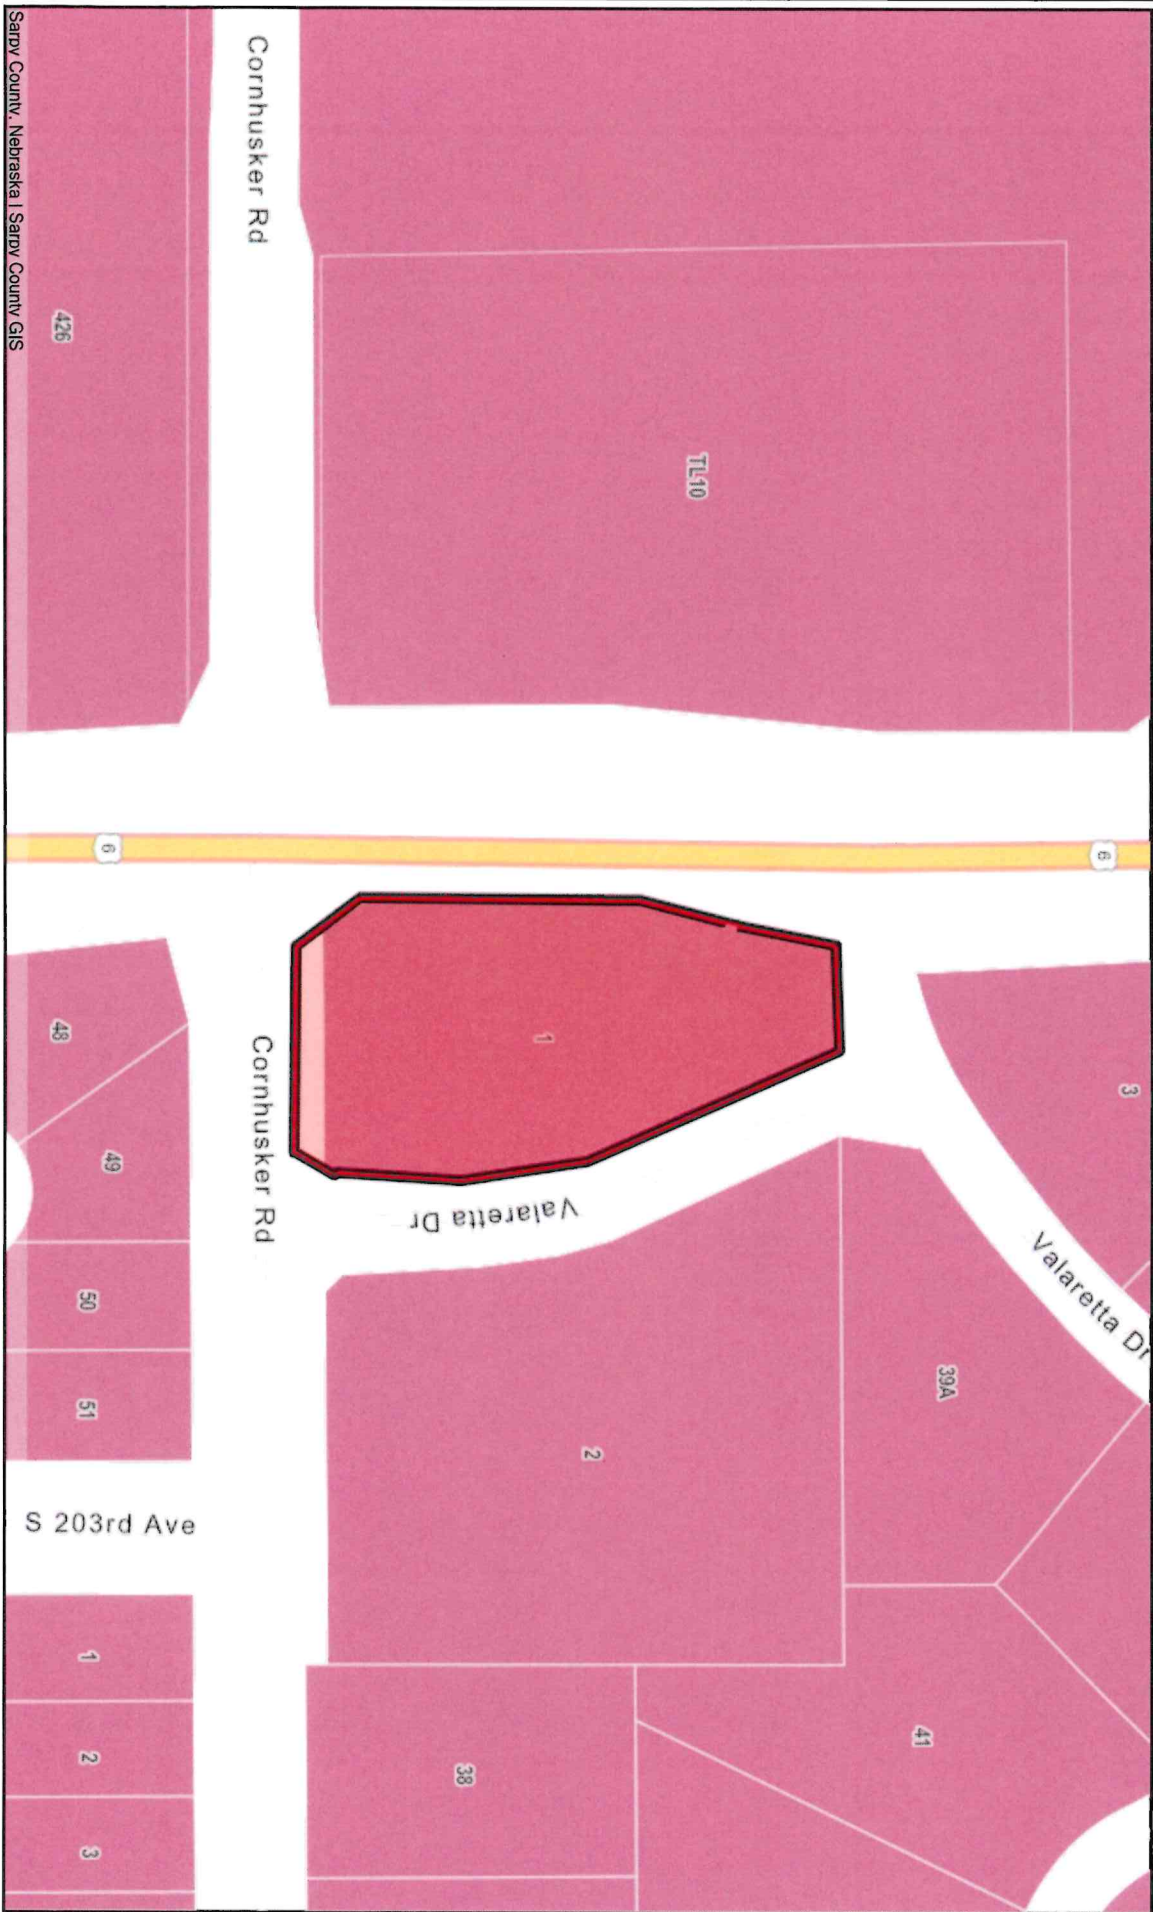 6
3
Valaretta Dr
39A
41
TL10
1
2
Valaretta Dr
38
Cornhusker Rd
Cornhusker Rd
S 203rd Ave
6
426
48
49
50
51
1
2
3
Sarpy County, Nebraska | Sarpy County GIS